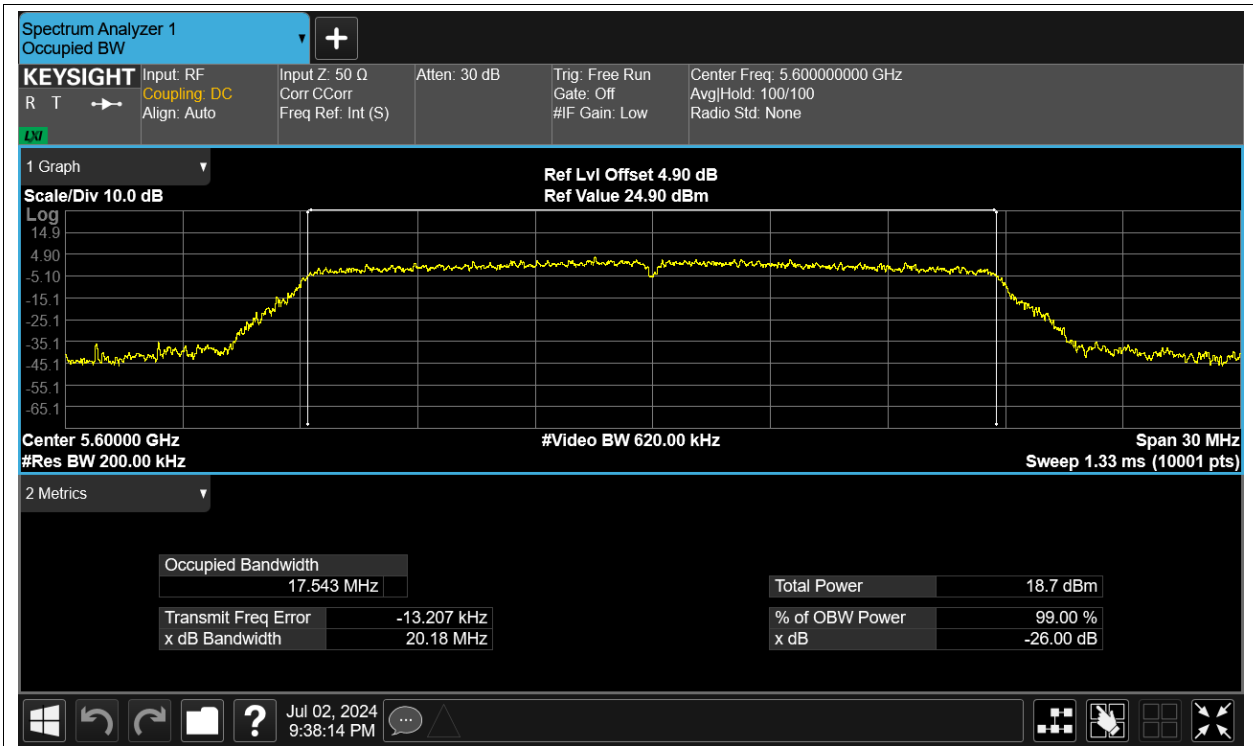 Spectrum Analyzer 1
Occupied BW
+
KEYSIGHT
R T
LXI
Input: RF
Coupling: DC
Align: Auto
Input Z: 50 Ω
Corr CCorr
Freq Ref: Int (S)
Atten: 30 dB
Trig: Free Run
Gate: Off
#IF Gain: Low
Center Freq: 5.600000000 GHz
Avg|Hold: 100/100
Radio Std: None
1 Graph
Scale/Div 10.0 dB
Ref Lvl Offset 4.90 dB
Ref Value 24.90 dBm
Log
14.9
4.90
-5.10
-15.1
-25.1
-35.1
-45.1
-55.1
-65.1
Center 5.60000 GHz
#Video BW 620.00 kHz
Span 30 MHz
#Res BW 200.00 kHz
Sweep 1.33 ms (10001 pts)
2 Metrics
Occupied Bandwidth
17.543 MHz
Total Power 18.7 dBm
Transmit Freq Error -13.207 kHz
% of OBW Power 99.00 %
x dB Bandwidth 20.18 MHz
x dB -26.00 dB
?
Jul 02, 2024
9:38:14 PM